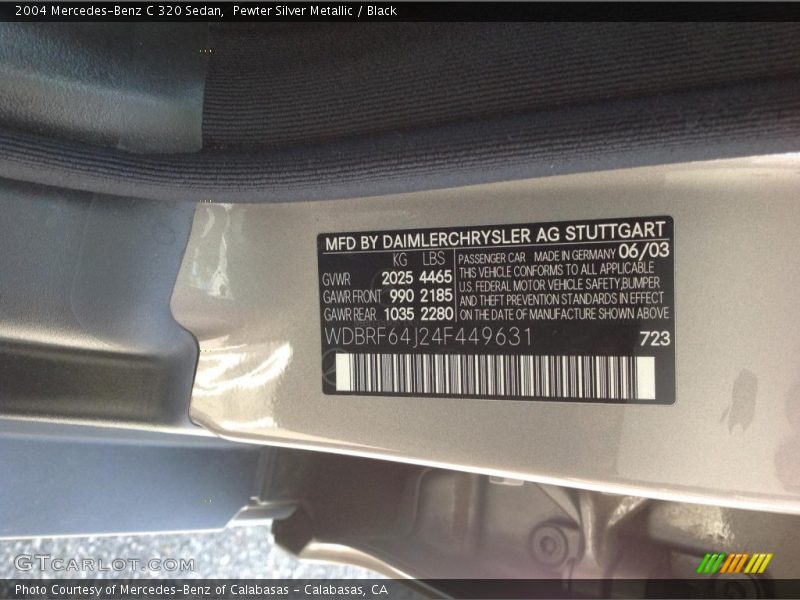 2004 Mercedes-Benz C 320 Sedan,  Pewter Silver Metallic / Black
MFD BY DAIMLERCHRYSLER AG STUTTGART
KG LBS
GVWR 2025 4465
GAWR FRONT 990 2185
GAWR REAR 1035 2280
PASSENGER CAR MADE IN GERMANY 06/03
THIS VEHICLE CONFORMS TO ALL APPLICABLE
U.S. FEDERAL MOTOR VEHICLE SAFETY,BUMPER
AND THEFT PREVENTION STANDARDS IN EFFECT
ON THE DATE OF MANUFACTURE SHOWN ABOVE
WDBRF64J24F449631
723
GTCARLOT.COM
Photo Courtesy of Mercedes-Benz of Calabasas - Calabasas, CA